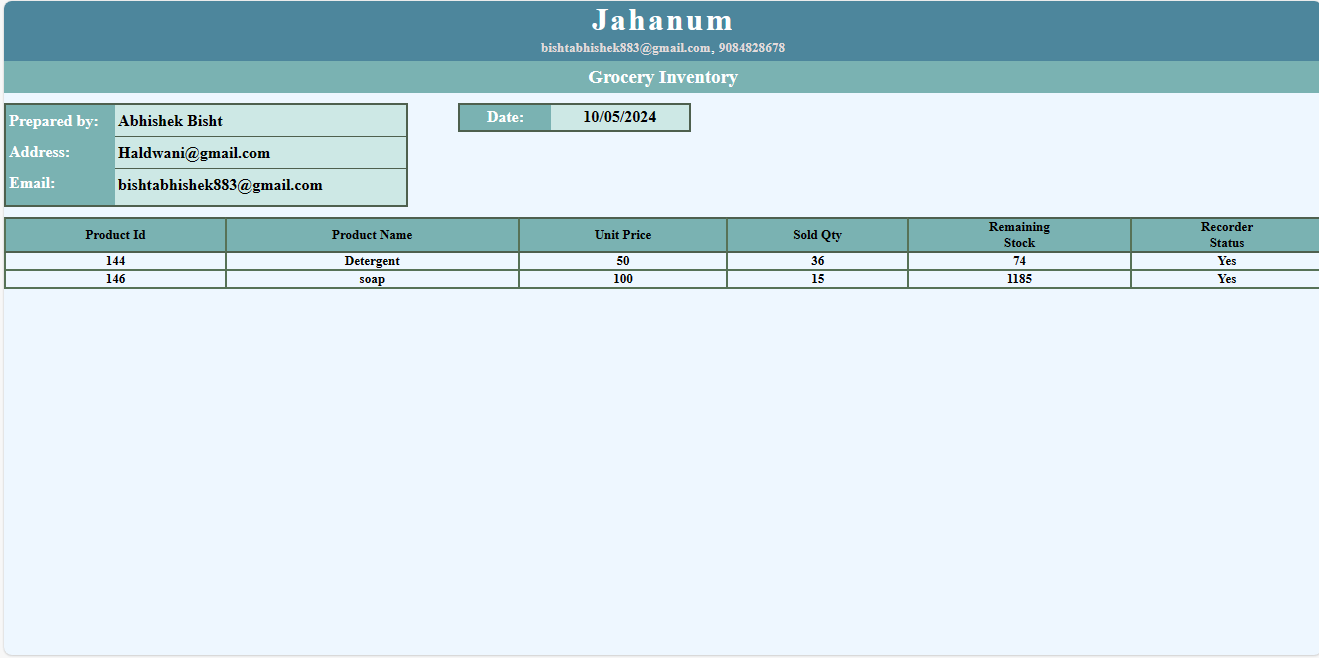 Jahanum
bishtabhishek883@gmail.com, 9084828678
Grocery Inventory
Prepared by: Abhishek Bisht
Address: Haldwani@gmail.com
Email: bishtabhishek883@gmail.com
Date: 10/05/2024
Product Id Product Name Unit Price Sold Qty Remaining Stock Recorder Status
144 Detergent 50 36 74 Yes
146 soap 100 15 1185 Yes